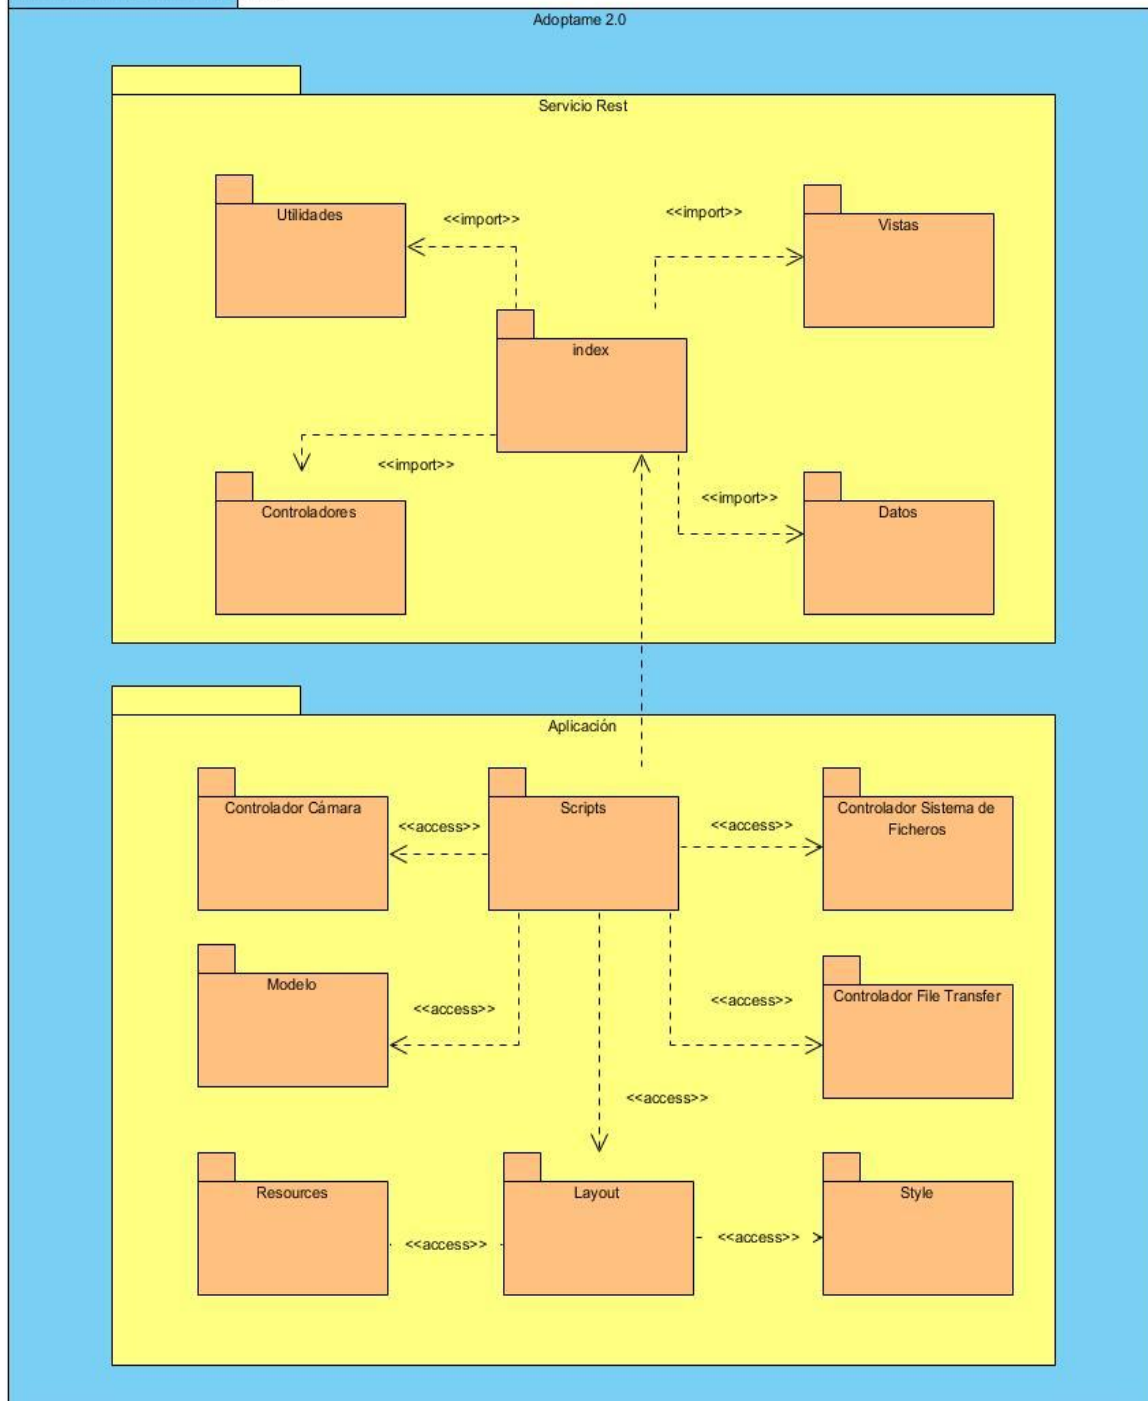 Adoptame 2.0
Servicio Rest
Utilidades
<<import>>
<<import>>
Vistas
index
<<import>>
Controladores
<<import>>
Datos
Aplicación
Controlador Cámara
<<access>>
Scripts
<<access>>
Controlador Sistema de
Ficheros
Modelo
<<access>>
<<access>>
Controlador File Transfer
<<access>>
Resources
<<access>>
Layout
<<access>>
Style